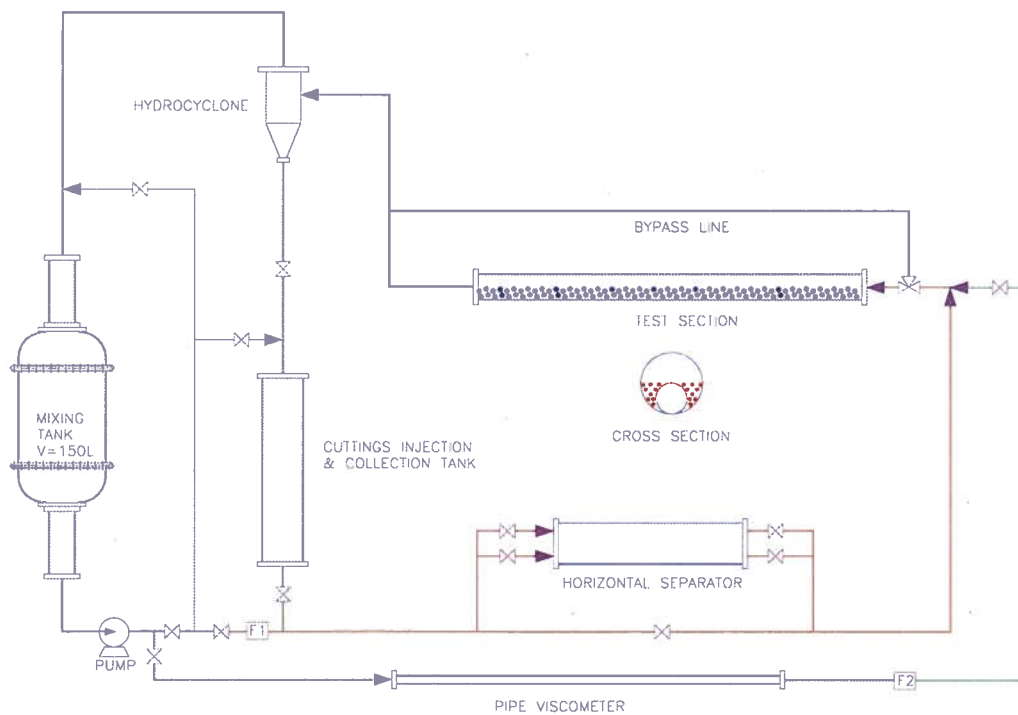 HYDROCYCLONE
BYPASS LINE
TEST SECTION
MIXING
TANK
V=150L
CUTTINGS INJECTION
& COLLECTION TANK
CROSS SECTION
HORIZONTAL SEPARATOR
F1
PUMP
F2
PIPE VISCOMETER